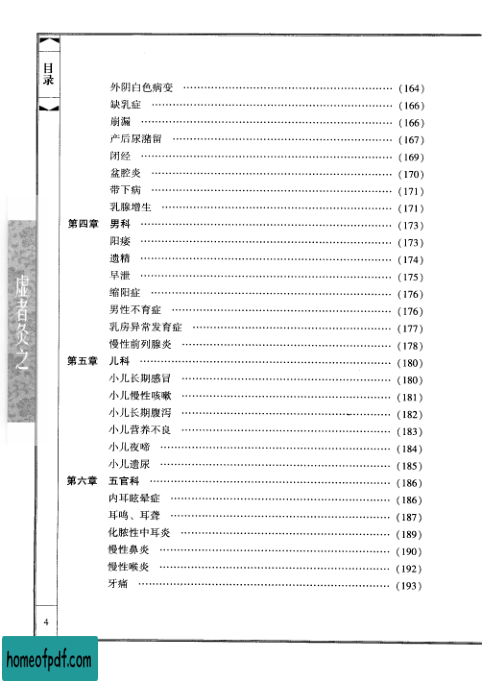 目录
外阴白色病变 ………………………… (164)
缺乳症 ………………………… (166)
崩漏 ………………………… (166)
产后尿潴留 ………………………… (167)
闭经 ………………………… (169)
盆腔炎 ………………………… (170)
带下病 ………………………… (171)
乳腺增生 ………………………… (171)
第四章 男科 ………………………… (173)
阳痿 ………………………… (173)
遗精 ………………………… (174)
早泄 ………………………… (175)
缩阳症 ………………………… (176)
男性不育症 ………………………… (176)
乳房异常发育症 ………………………… (177)
慢性前列腺炎 ………………………… (178)
第五章 儿科 ………………………… (180)
小儿长期感冒 ………………………… (180)
小儿慢性咳嗽 ………………………… (181)
小儿长期腹泻 ………………………… (182)
小儿营养不良 ………………………… (183)
小儿夜啼 ………………………… (184)
小儿遗尿 ………………………… (185)
第六章 五官科 ………………………… (186)
内耳眩晕症 ………………………… (186)
耳鸣、耳聋 ………………………… (187)
化脓性中耳炎 ………………………… (189)
慢性鼻炎 ………………………… (190)
慢性喉炎 ………………………… (192)
牙痛 ………………………… (193)
虚者灸之
4
homeofpdf.com